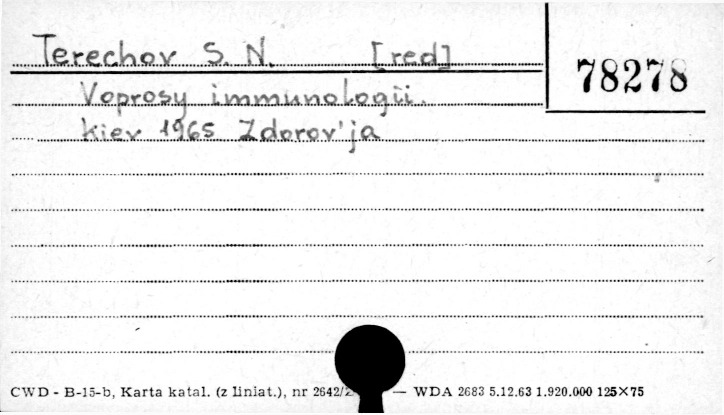 Terechov S. N. [red]
78278
Voprosy immunologii.
kiev 1965 Zdorov'ja
CWD - B-15-b, Karta katal. (z liniat.), nr 2642/ — WDA 2683 5.12.63 1.920.000 125×75